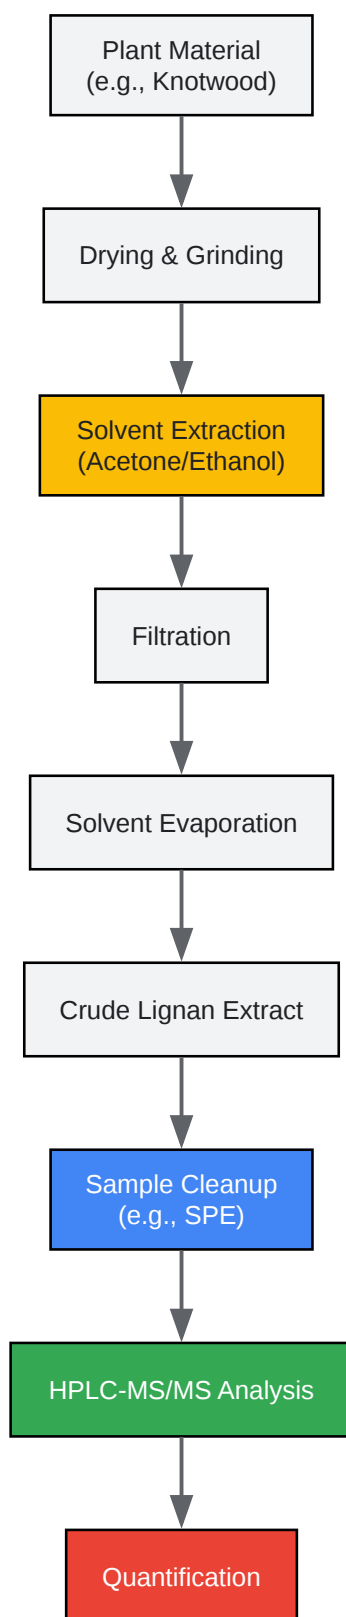 Plant Material
(e.g., Knotwood)
Drying & Grinding
Solvent Extraction
(Acetone/Ethanol)
Filtration
Solvent Evaporation
Crude Lignan Extract
Sample Cleanup
(e.g., SPE)
HPLC-MS/MS Analysis
Quantification